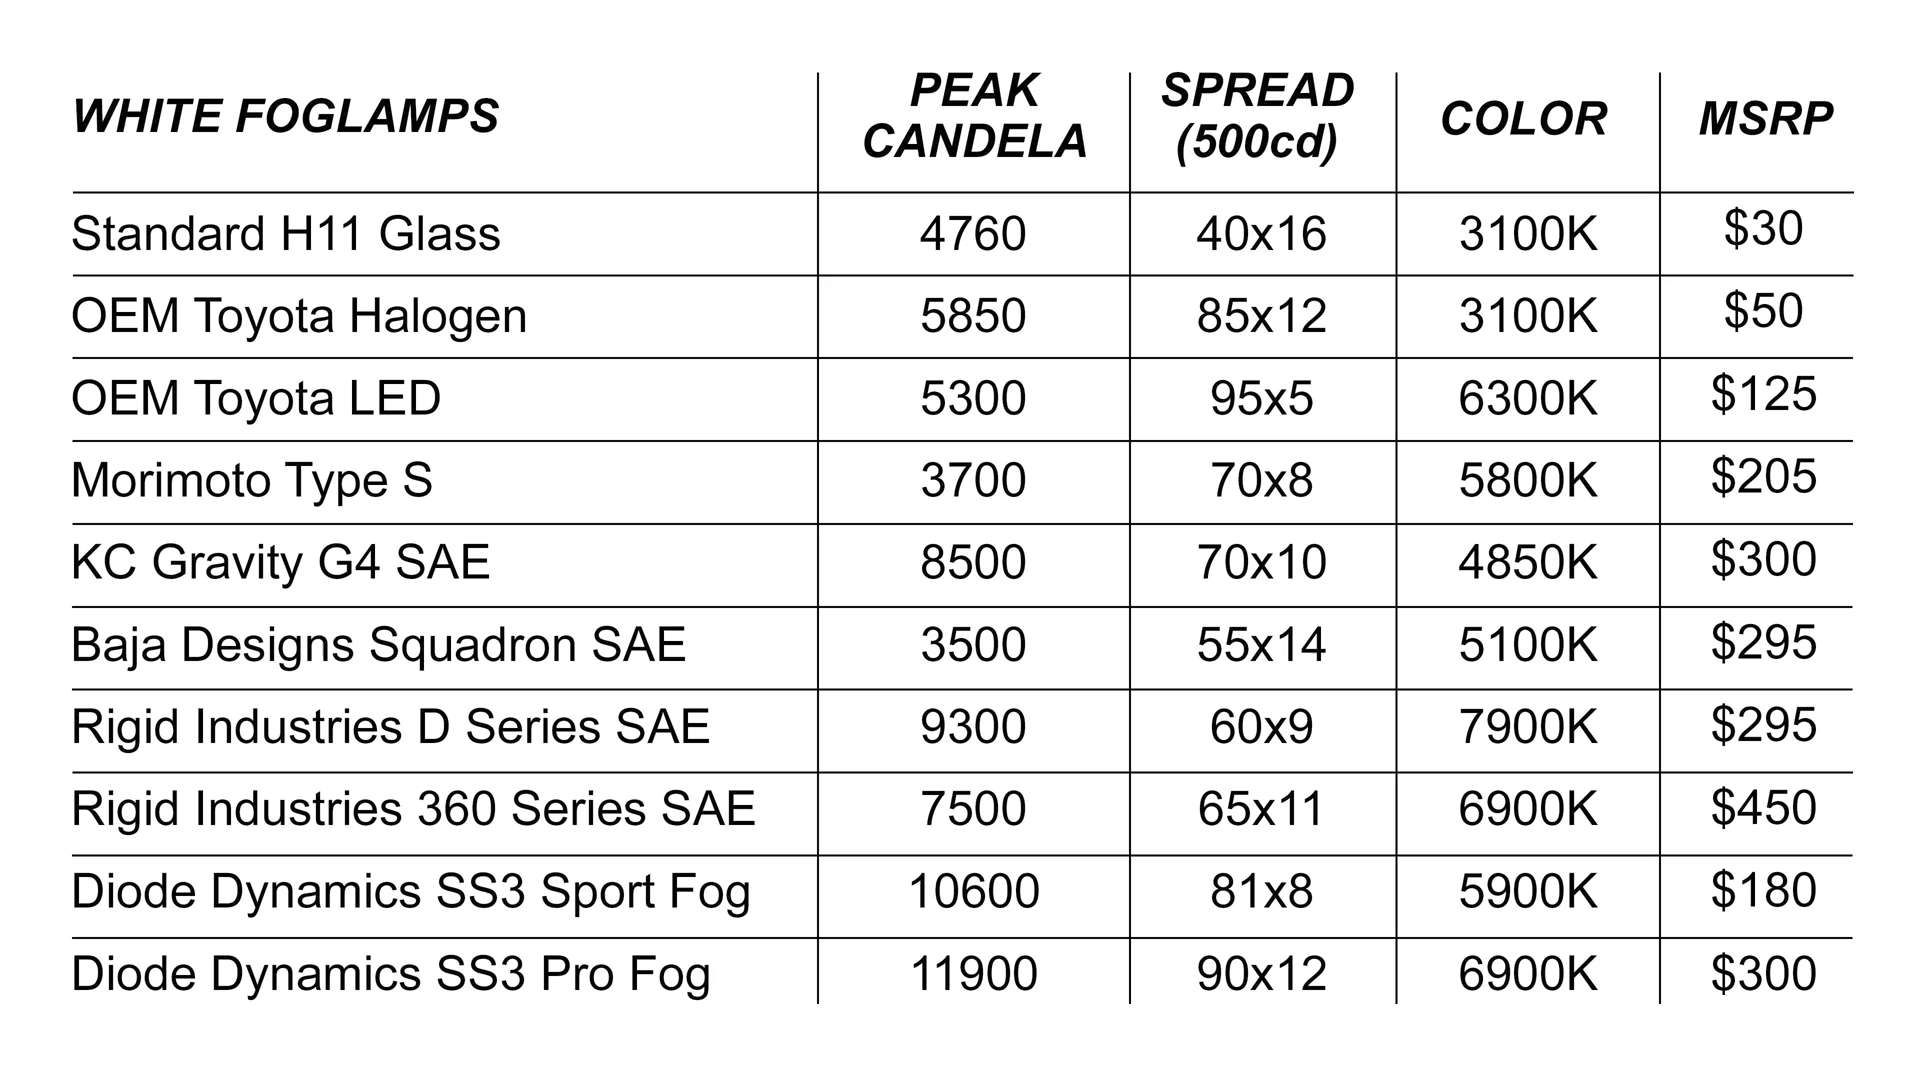 WHITE FOGLAMPS PEAK CANDELA SPREAD (500cd) COLOR MSRP
Standard H11 Glass 4760 40x16 3100K $30
OEM Toyota Halogen 5850 85x12 3100K $50
OEM Toyota LED 5300 95x5 6300K $125
Morimoto Type S 3700 70x8 5800K $205
KC Gravity G4 SAE 8500 70x10 4850K $300
Baja Designs Squadron SAE 3500 55x14 5100K $295
Rigid Industries D Series SAE 9300 60x9 7900K $295
Rigid Industries 360 Series SAE 7500 65x11 6900K $450
Diode Dynamics SS3 Sport Fog 10600 81x8 5900K $180
Diode Dynamics SS3 Pro Fog 11900 90x12 6900K $300